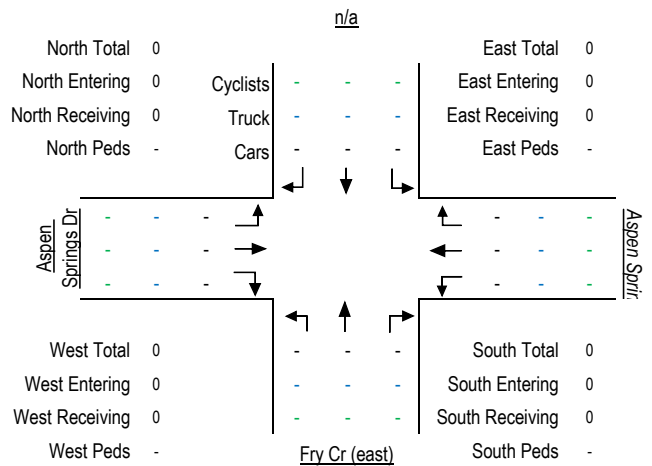 n/a
North Total 0
North Entering 0
North Receiving 0
North Peds -
East Total 0
East Entering 0
East Receiving 0
East Peds -
Cyclists - - -
Truck - - -
Cars - - -
Aspen
Springs Dr
- - -
- - -
- - -
- - -
- - -
- - -
Aspen Sprin
West Total 0
West Entering 0
West Receiving 0
West Peds -
- - -
- - -
- - -
South Total 0
South Entering 0
South Receiving 0
South Peds -
Fry Cr (east)